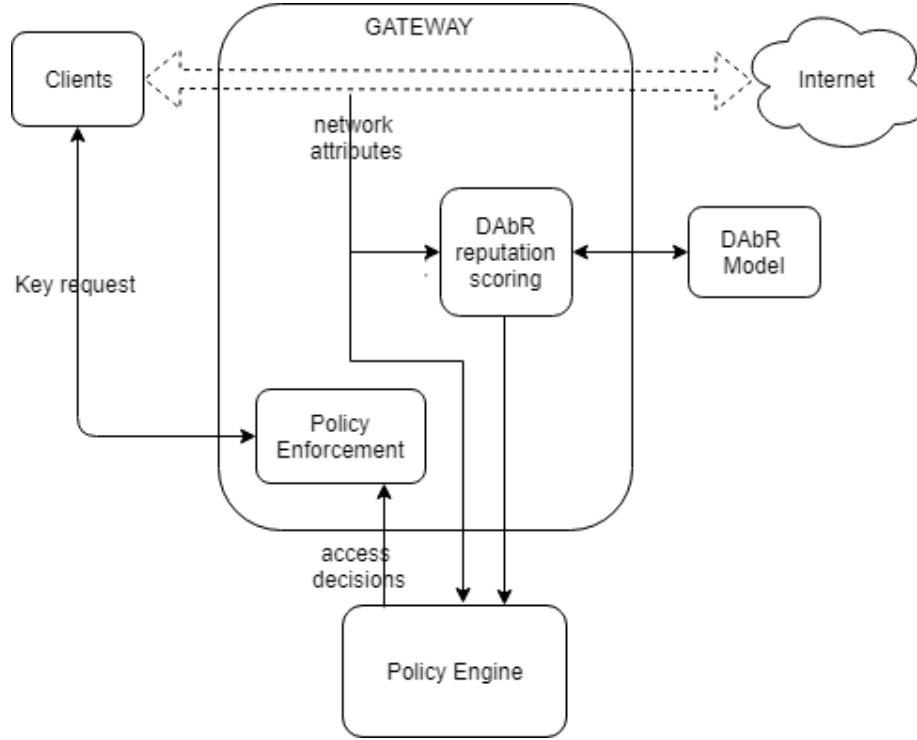 GATEWAY
Clients
Internet
network
attributes
DAbR
reputation
scoring
DAbR
Model
Key request
Policy
Enforcement
access
decisions
Policy Engine